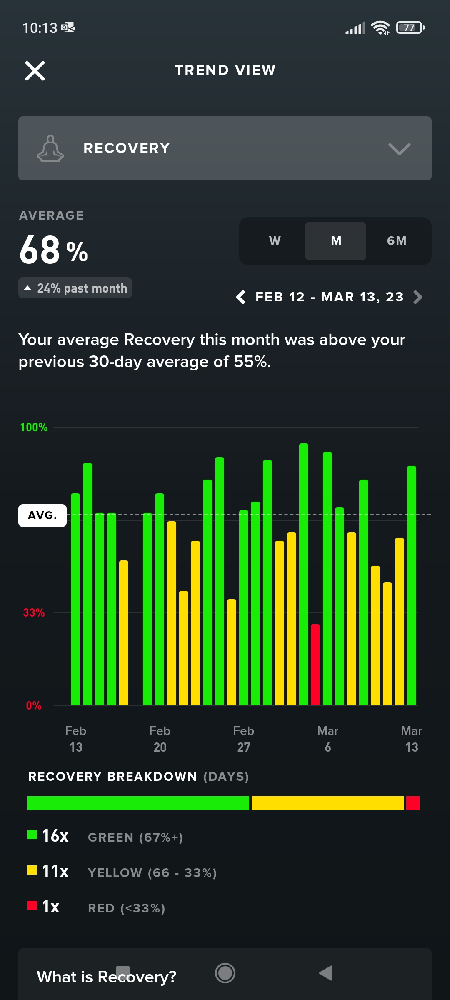 10:13
77
TREND VIEW
RECOVERY
AVERAGE
68 %
24% past month
W M 6M
FEB 12 - MAR 13, 23
Your average Recovery this month was above your
previous 30-day average of 55%.
100%
AVG.
33%
0%
Feb Feb Feb Mar Mar
13 20 27 6 13
RECOVERY BREAKDOWN (DAYS)
16x GREEN (67%+)
11x YELLOW (66 - 33%)
1x RED (<33%)
What is Recovery?